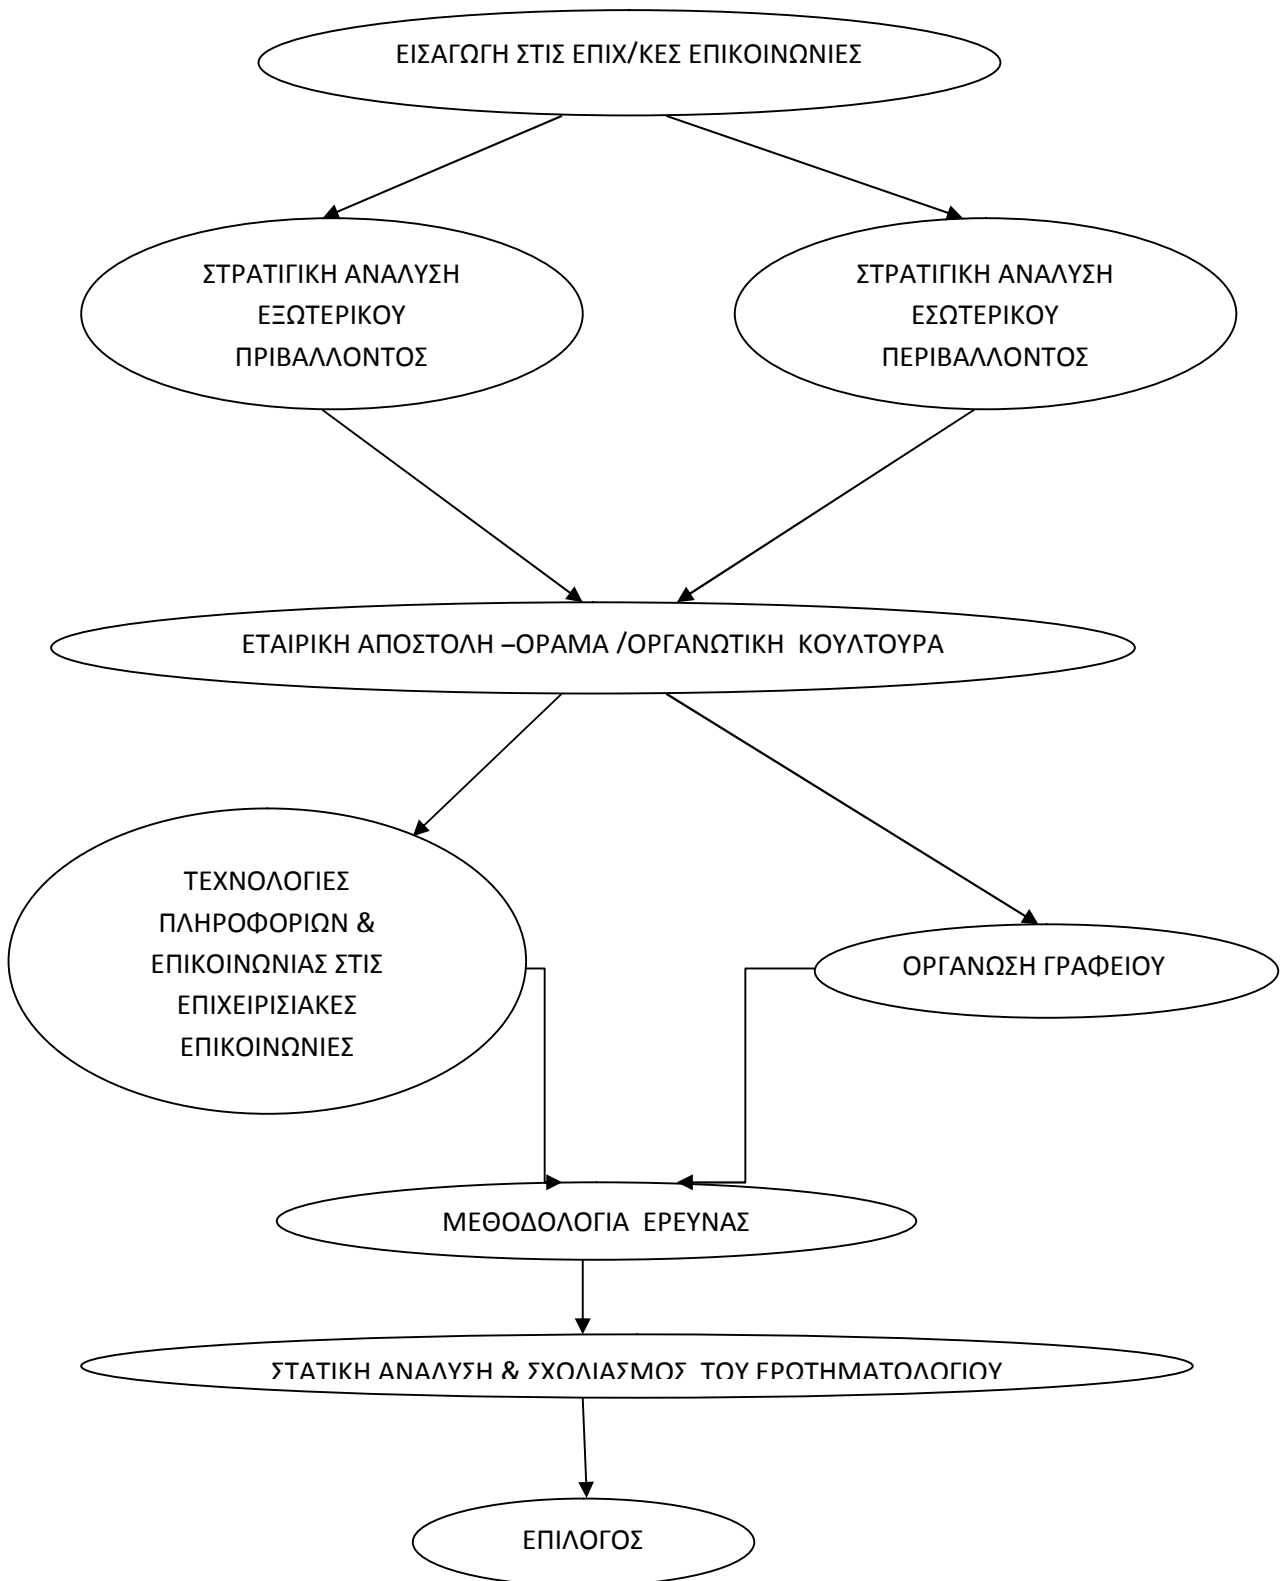 ΕΙΣΑΓΩΓΗ ΣΤΙΣ ΕΠΙΧ/ΚΕΣ ΕΠΙΚΟΙΝΩΝΙΕΣ
ΣΤΡΑΤΙΓΙΚΗ ΑΝΑΛΥΣΗ
ΕΞΩΤΕΡΙΚΟΥ
ΠΡΙΒΑΛΛΟΝΤΟΣ
ΣΤΡΑΤΙΓΙΚΗ ΑΝΑΛΥΣΗ
ΕΣΩΤΕΡΙΚΟΥ
ΠΕΡΙΒΑΛΛΟΝΤΟΣ
ΕΤΑΙΡΙΚΗ ΑΠΟΣΤΟΛΗ –ΟΡΑΜΑ /ΟΡΓΑΝΩΤΙΚΗ ΚΟΥΛΤΟΥΡΑ
ΤΕΧΝΟΛΟΓΙΕΣ
ΠΛΗΡΟΦΟΡΙΩΝ &
ΕΠΙΚΟΙΝΩΝΙΑΣ ΣΤΙΣ
ΕΠΙΧΕΙΡΙΣΙΑΚΕΣ
ΕΠΙΚΟΙΝΩΝΙΕΣ
ΟΡΓΑΝΩΣΗ ΓΡΑΦΕΙΟΥ
ΜΕΘΟΔΟΛΟΓΙΑ ΕΡΕΥΝΑΣ
ΣΤΑΤΙΚΗ ΑΝΑΛΥΣΗ & ΣΧΟΛΙΑΣΜΟΣ ΤΟΥ ΕΡΩΤΗΜΑΤΟΛΟΓΙΟΥ
ΕΠΙΛΟΓΟΣ